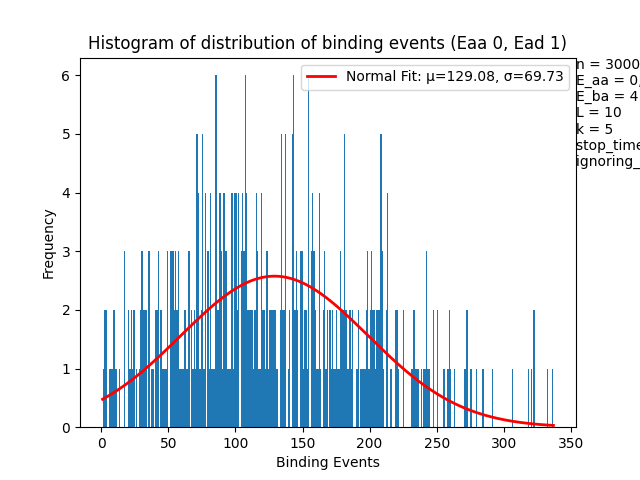 Histogram of distribution of binding events (Eaa 0, Ead 1)
Normal Fit: μ=129.08, σ=69.73
n = 3000
E_aa = 0,
E_ba = 4
L = 10
k = 5
stop_time
ignoring_
Frequency
6
5
4
3
2
1
0
0 50 100 150 200 250 300 350
Binding Events